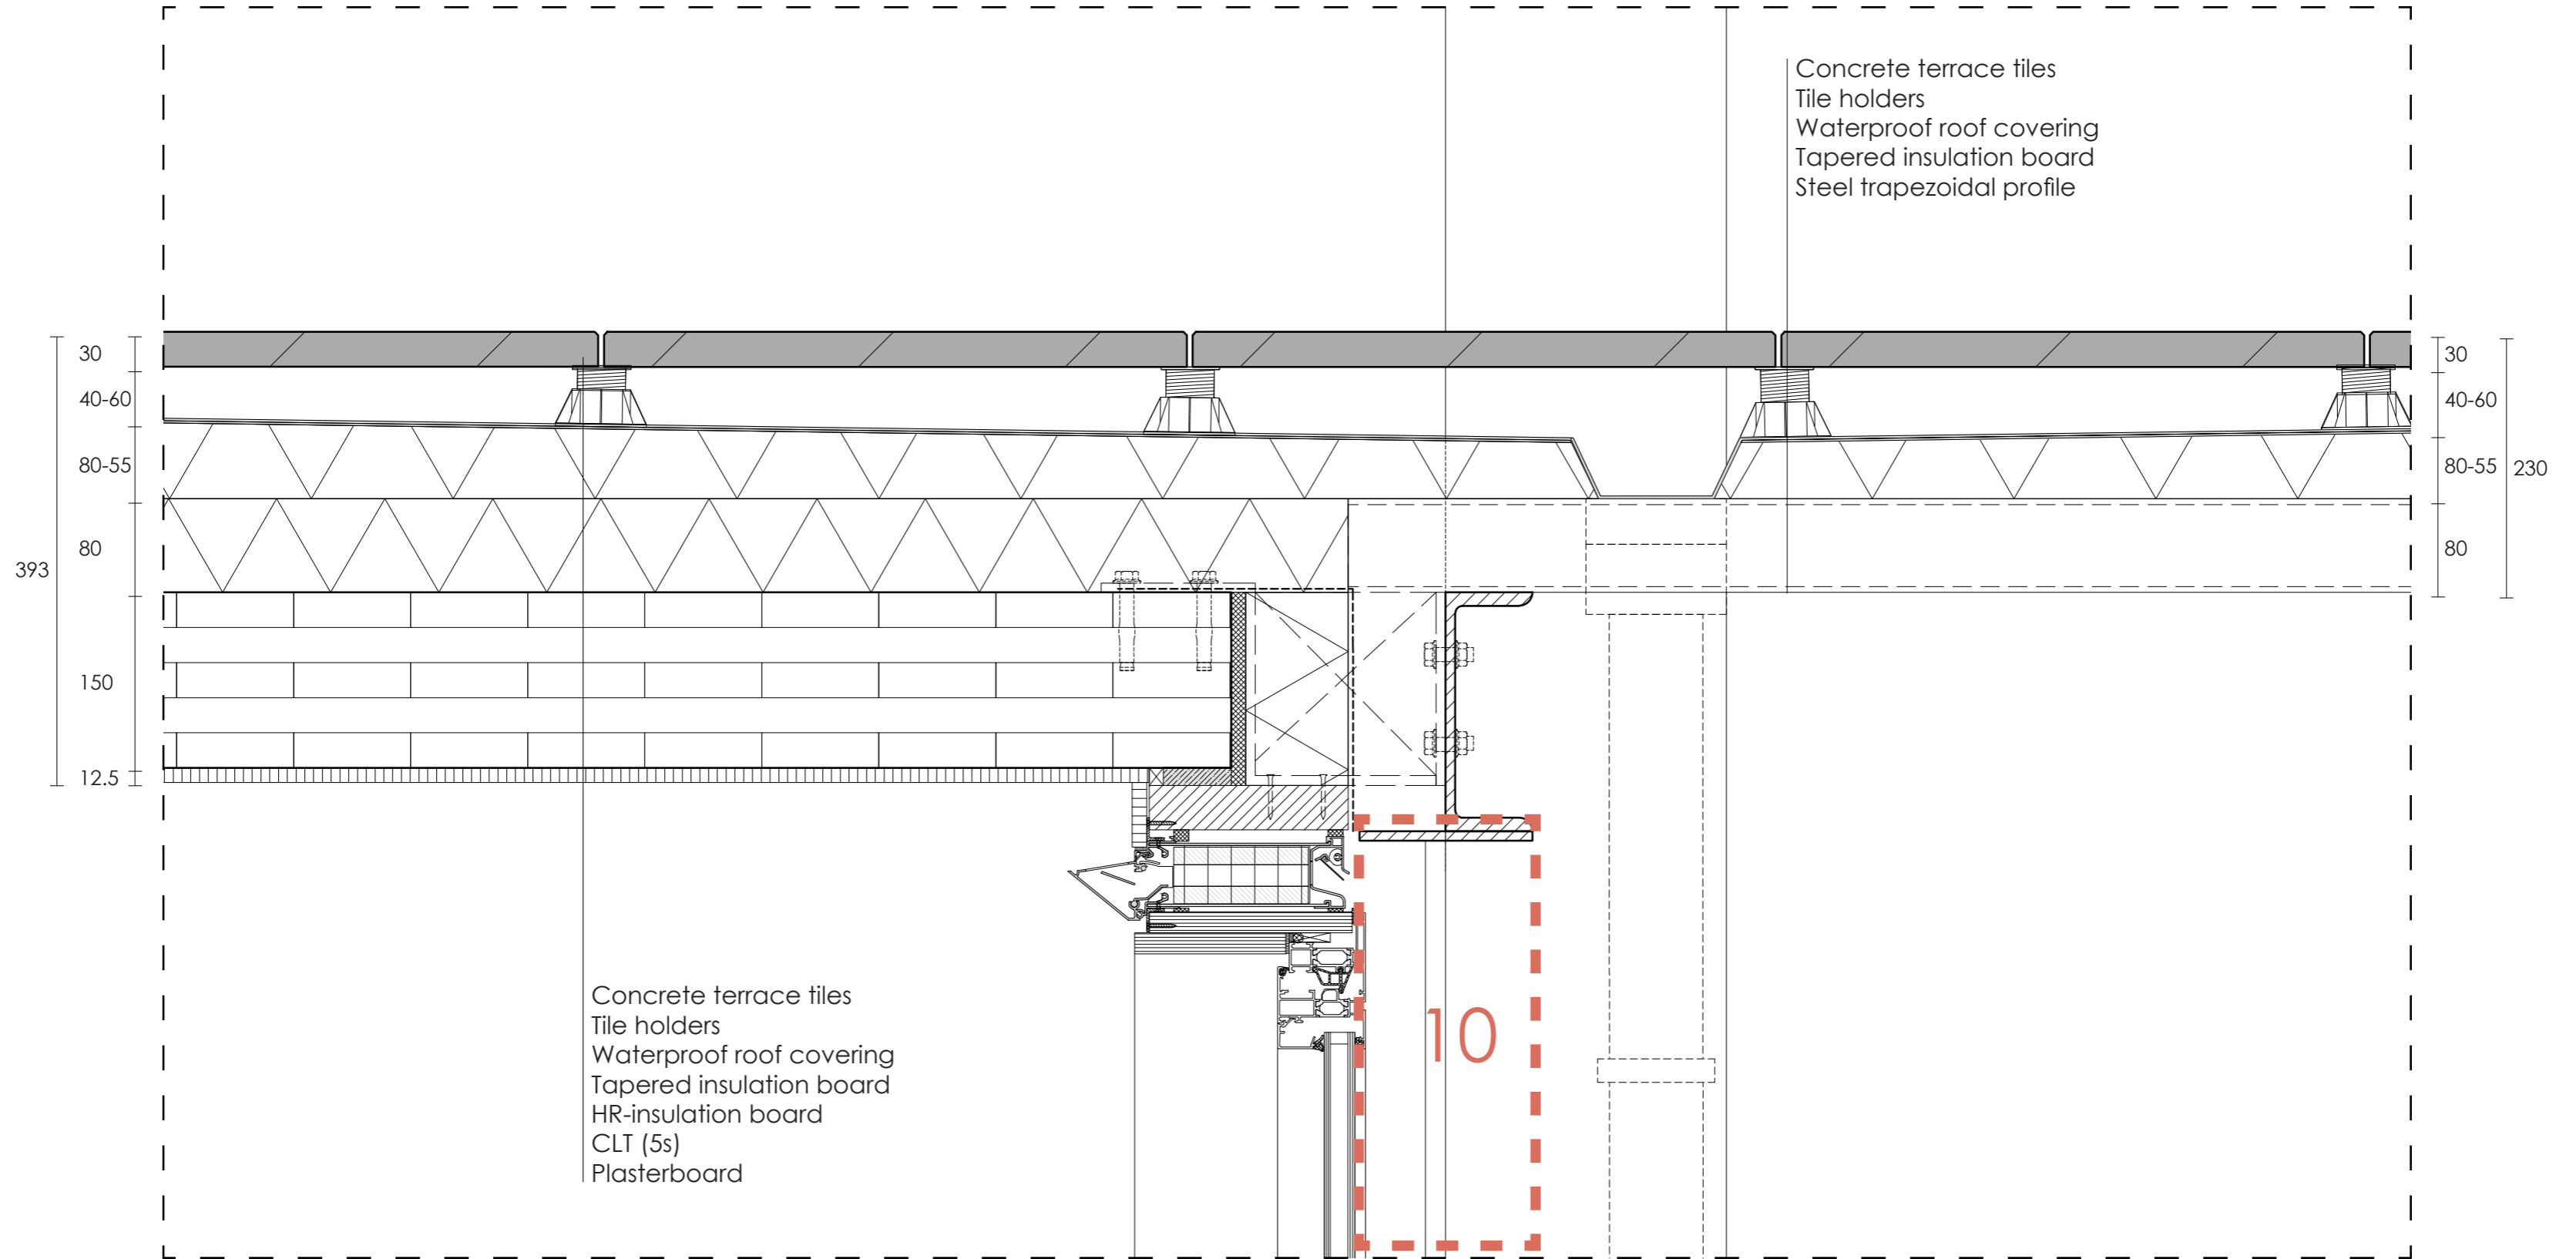 Concrete terrace tiles
Tile holders
Waterproof roof covering
Tapered insulation board
Steel trapezoidal profile
30
40-60
80-55
80
393
150
12.5
30
40-60
80-55
230
80
Concrete terrace tiles
Tile holders
Waterproof roof covering
Tapered insulation board
HR-insulation board
CLT (5s)
Plasterboard
10